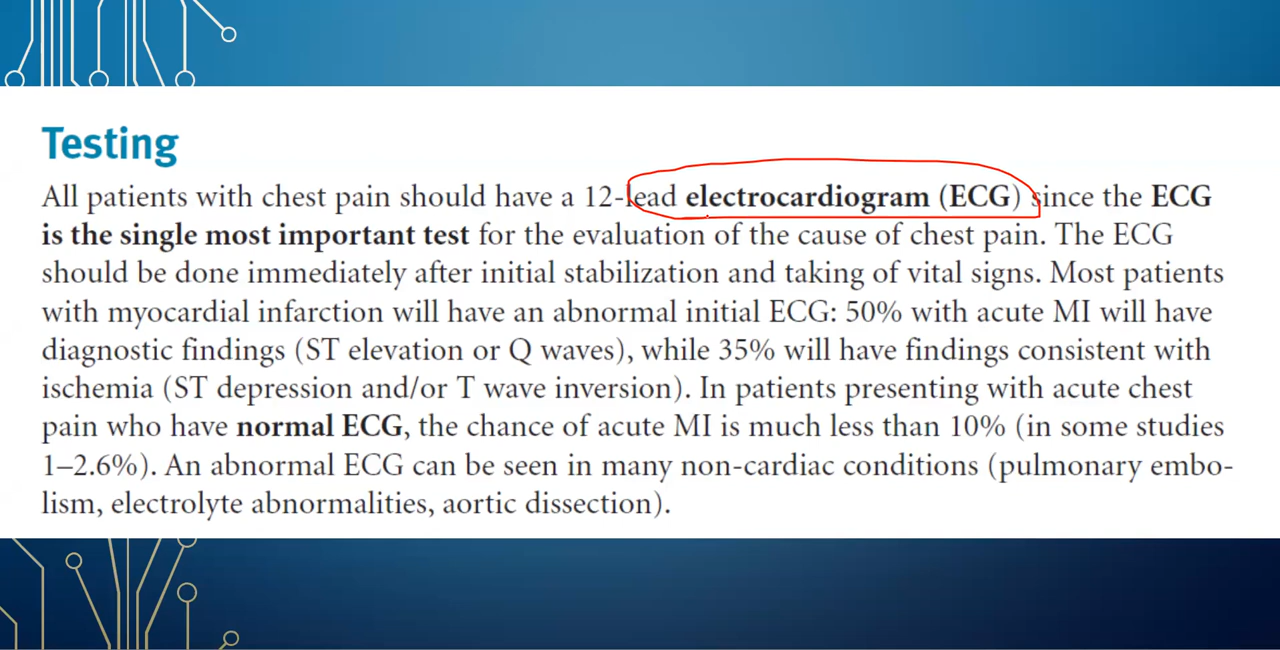 Testing
All patients with chest pain should have a 12-lead electrocardiogram (ECG) since the ECG
is the single most important test for the evaluation of the cause of chest pain. The ECG
should be done immediately after initial stabilization and taking of vital signs. Most patients
with myocardial infarction will have an abnormal initial ECG: 50% with acute MI will have
diagnostic findings (ST elevation or Q waves), while 35% will have findings consistent with
ischemia (ST depression and/or T wave inversion). In patients presenting with acute chest
pain who have normal ECG, the chance of acute MI is much less than 10% (in some studies
1–2.6%). An abnormal ECG can be seen in many non-cardiac conditions (pulmonary embo-
lism, electrolyte abnormalities, aortic dissection).